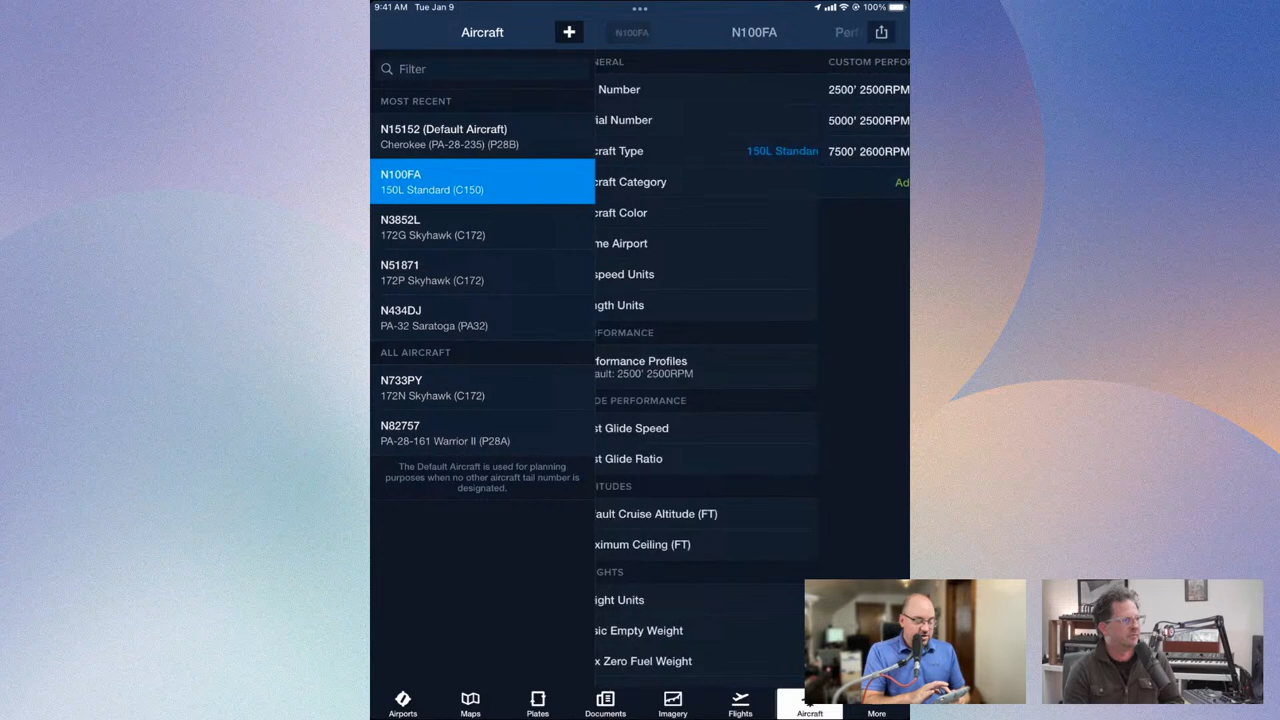 9:41 AM Tue Jan 9
100%
Aircraft
+
N100FA
N100FA
Filter
MOST RECENT
N15152 (Default Aircraft)
Cherokee (PA-28-235) (P28B)
N100FA
150L Standard (C150)
N3852L
172G Skyhawk (C172)
N51871
172P Skyhawk (C172)
N434DJ
PA-32 Saratoga (PA32)
ALL AIRCRAFT
N733PY
172N Skyhawk (C172)
N82757
PA-28-161 Warrior II (P28A)
The Default Aircraft is used for planning
purposes when no other aircraft tail number is
designated.
NERAL
Number
rial Number
craft Type
150L Standar
craft Category
craft Color
me Airport
speed Units
ngth Units
RFORMANCE
formance Profiles
ault: 2500' 2500RPM
DE PERFORMANCE
st Glide Speed
st Glide Ratio
ITUDES
fault Cruise Altitude (FT)
ximum Ceiling (FT)
GHTS
ight Units
sic Empty Weight
x Zero Fuel Weight
Perf
CUSTOM PERFO
2500' 2500RPM
5000' 2500RPM
7500' 2600RPM
Ad
Airports
Maps
Plates
Documents
Imagery
Flights
Aircraft
More